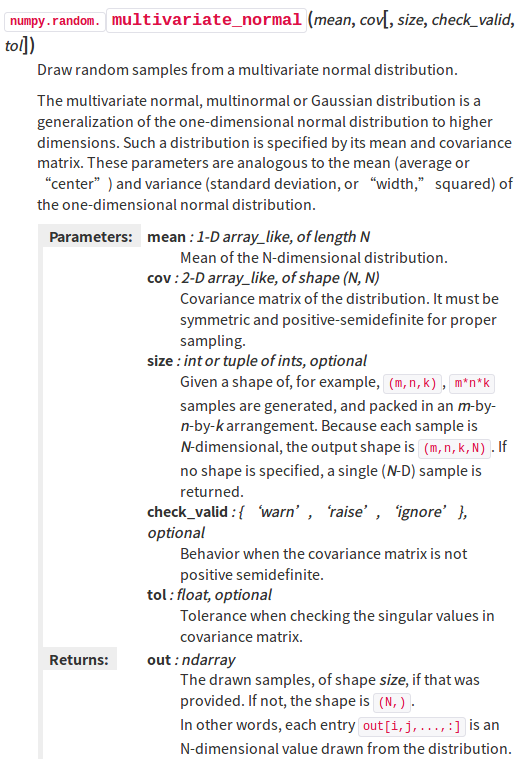 numpy.random. multivariate_normal(mean, cov[, size, check_valid,
tol])
Draw random samples from a multivariate normal distribution.
The multivariate normal, multinormal or Gaussian distribution is a
generalization of the one-dimensional normal distribution to higher
dimensions. Such a distribution is specified by its mean and covariance
matrix. These parameters are analogous to the mean (average or
“center”) and variance (standard deviation, or “width,” squared) of
the one-dimensional normal distribution.
Parameters: mean : 1-D array_like, of length N
Mean of the N-dimensional distribution.
cov : 2-D array_like, of shape (N, N)
Covariance matrix of the distribution. It must be
symmetric and positive-semidefinite for proper
sampling.
size : int or tuple of ints, optional
Given a shape of, for example, (m,n,k), m*n*k
samples are generated, and packed in an m-by-
n-by-k arrangement. Because each sample is
N-dimensional, the output shape is (m,n,k,N). If
no shape is specified, a single (N-D) sample is
returned.
check_valid : { ‘warn’, ‘raise’, ‘ignore’ },
optional
Behavior when the covariance matrix is not
positive semidefinite.
tol : float, optional
Tolerance when checking the singular values in
covariance matrix.
Returns: out : ndarray
The drawn samples, of shape size, if that was
provided. If not, the shape is (N,).
In other words, each entry out[i,j,...,:] is an
N-dimensional value drawn from the distribution.